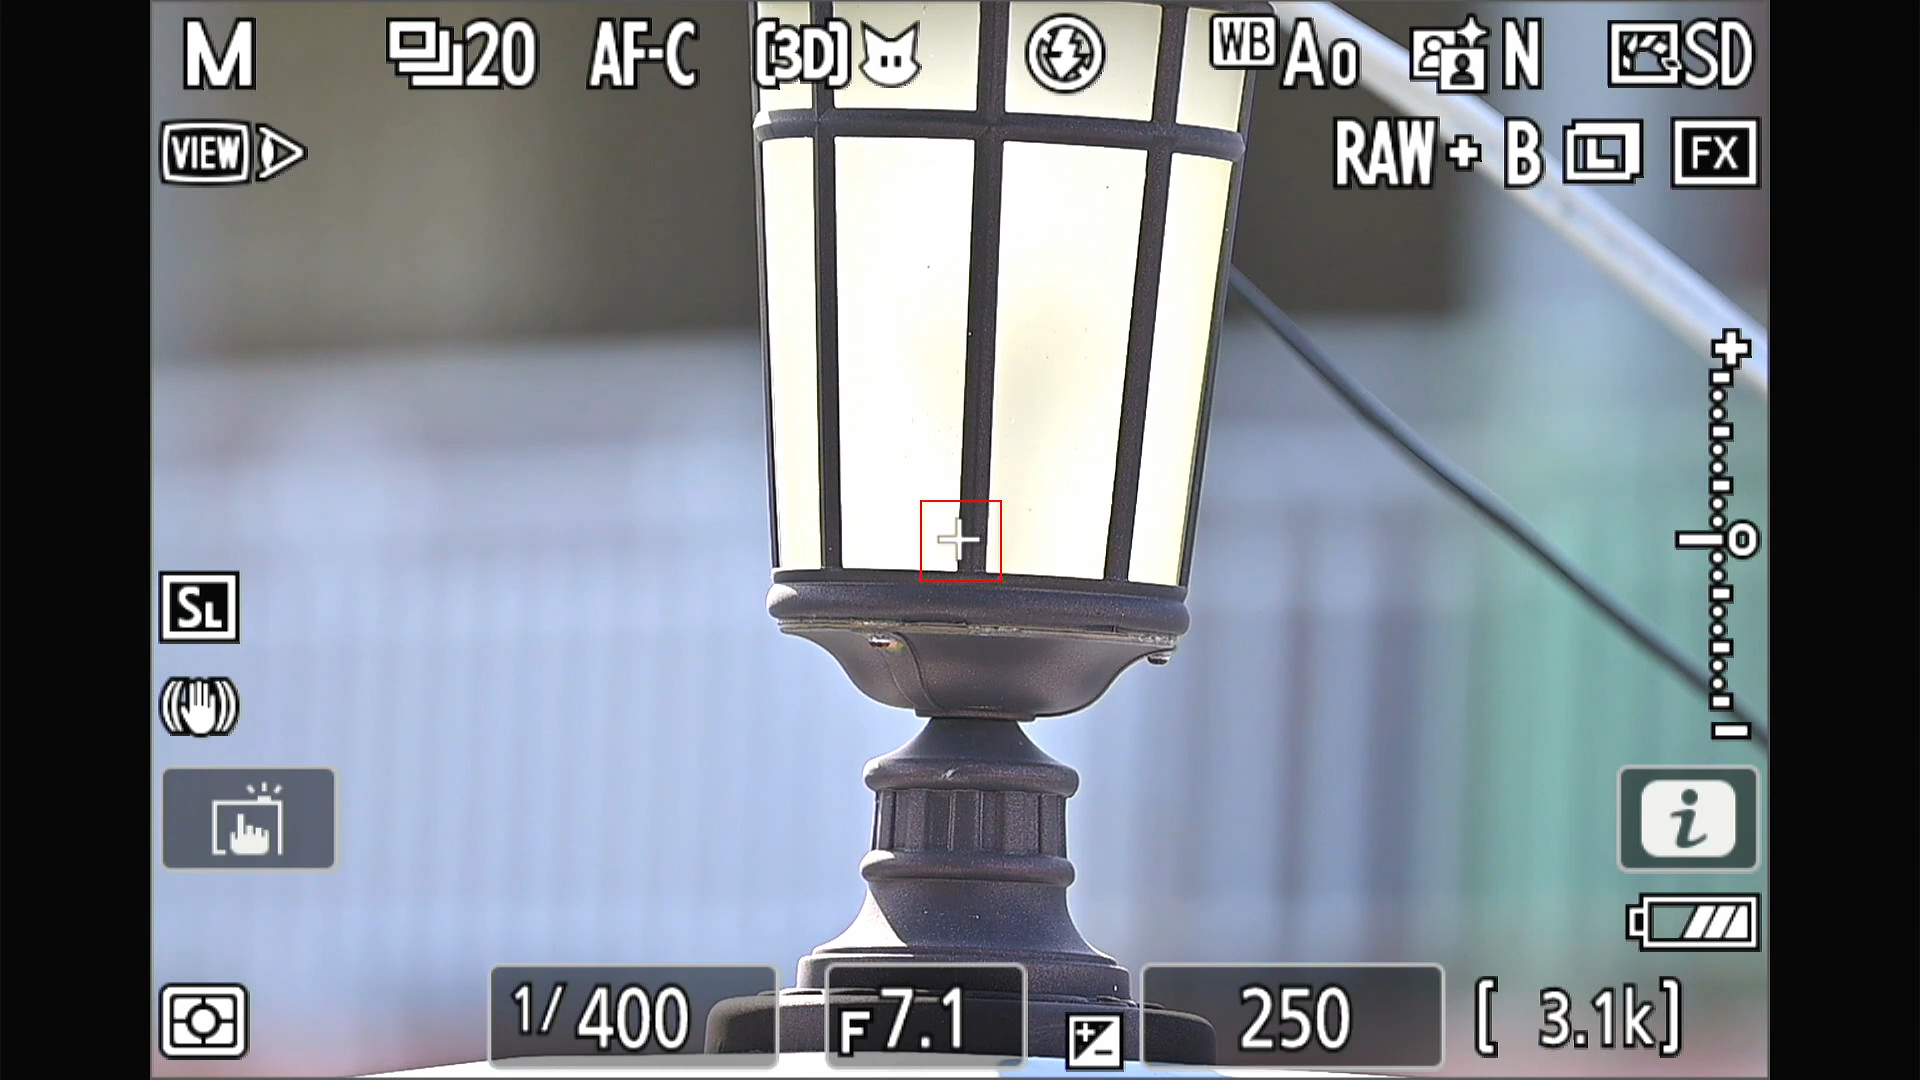 M 20 AF-C [3D] WB A0 N SD
VIEW RAW + B L FX
SL
i
1/400 F7.1 250 [ 3.1k]